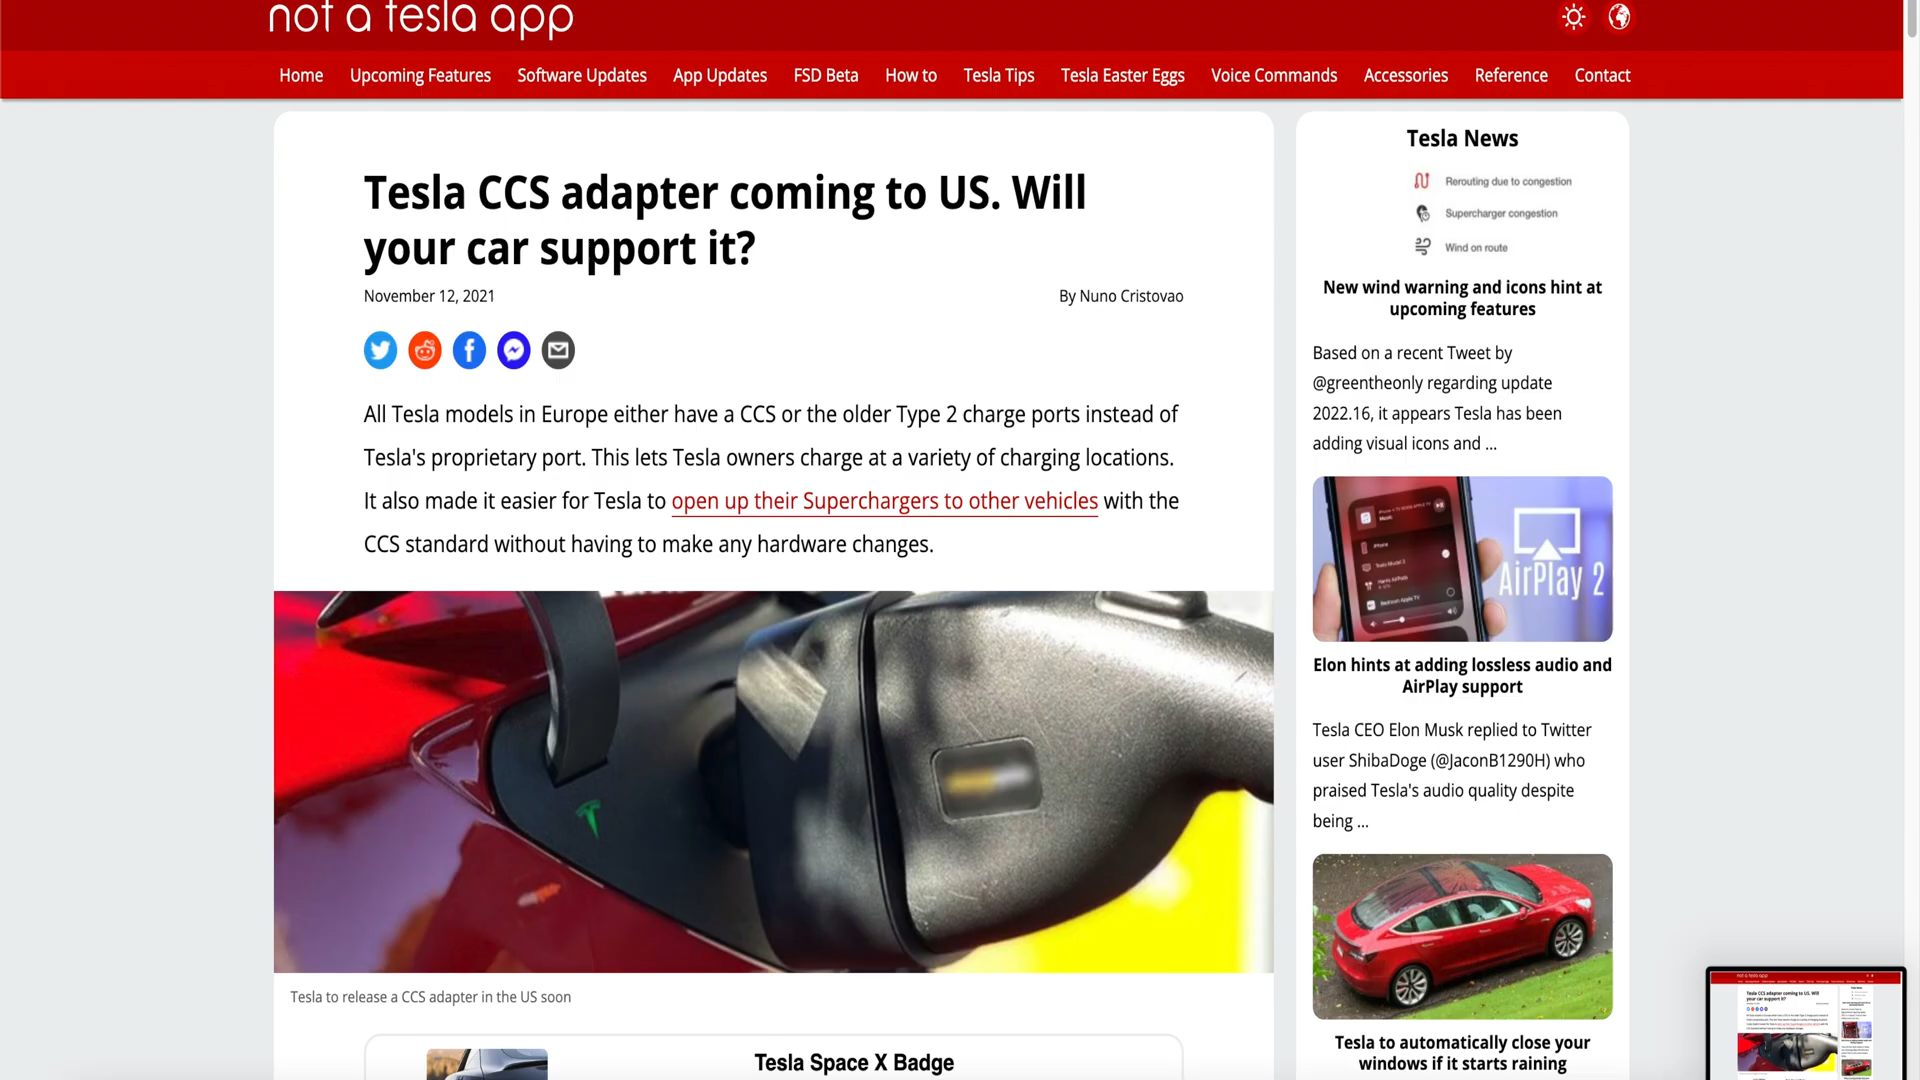 not a tesla app
Home Upcoming Features Software Updates App Updates FSD Beta How to Tesla Tips Tesla Easter Eggs Voice Commands Accessories Reference Contact
Tesla CCS adapter coming to US. Will
your car support it?
November 12, 2021 By Nuno Cristovao
All Tesla models in Europe either have a CCS or the older Type 2 charge ports instead of
Tesla's proprietary port. This lets Tesla owners charge at a variety of charging locations.
It also made it easier for Tesla to open up their Superchargers to other vehicles with the
CCS standard without having to make any hardware changes.
Tesla to release a CCS adapter in the US soon
Tesla Space X Badge
Tesla News
Rerouting due to congestion
Supercharger congestion
Wind on route
New wind warning and icons hint at
upcoming features
Based on a recent Tweet by
@greentheonly regarding update
2022.16, it appears Tesla has been
adding visual icons and ...
Music
iPhone
Tesla Model 3
Bedroom Apple TV
AirPlay 2
Elon hints at adding lossless audio and
AirPlay support
Tesla CEO Elon Musk replied to Twitter
user ShibaDoge (@JaconB1290H) who
praised Tesla's audio quality despite
being ...
Tesla to automatically close your
windows if it starts raining